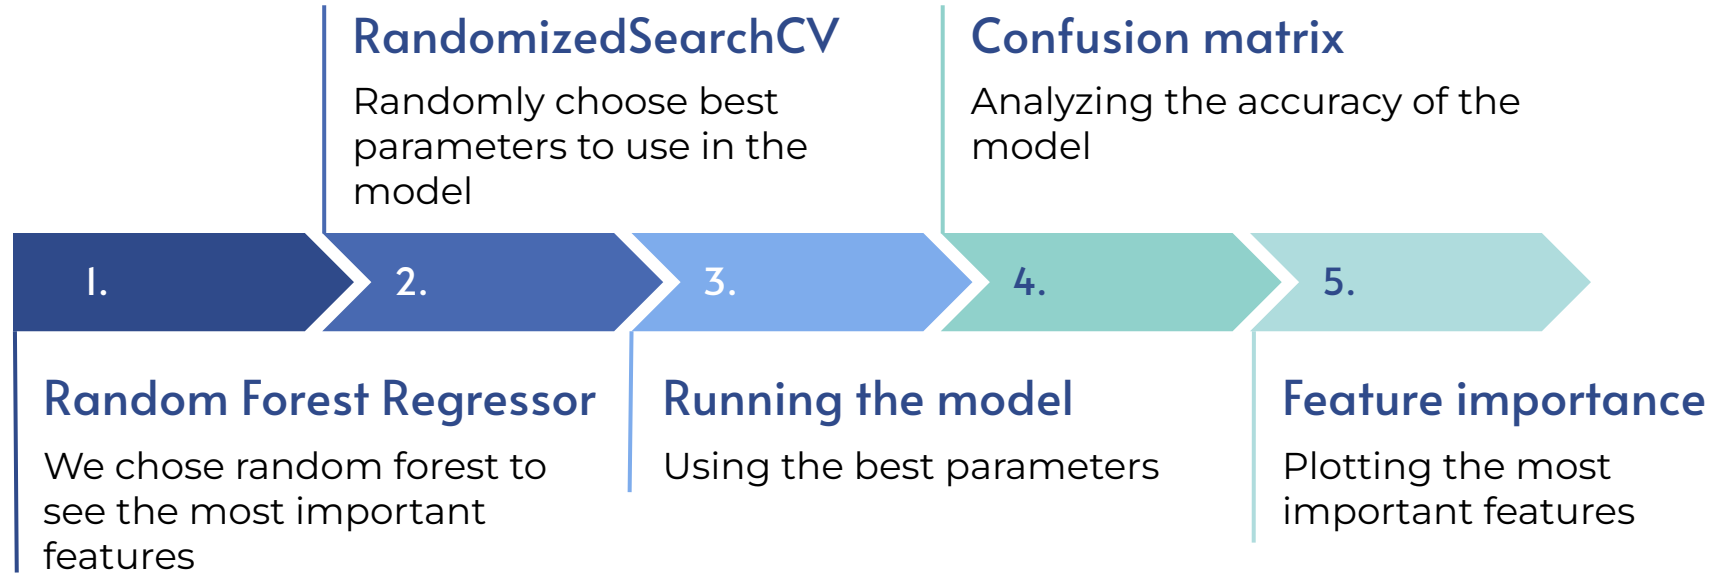 1.
Random Forest Regressor
We chose random forest to
see the most important
features
2.
RandomizedSearchCV
Randomly choose best
parameters to use in the
model
3.
Running the model
Using the best parameters
4.
Confusion matrix
Analyzing the accuracy of the
model
5.
Feature importance
Plotting the most
important features